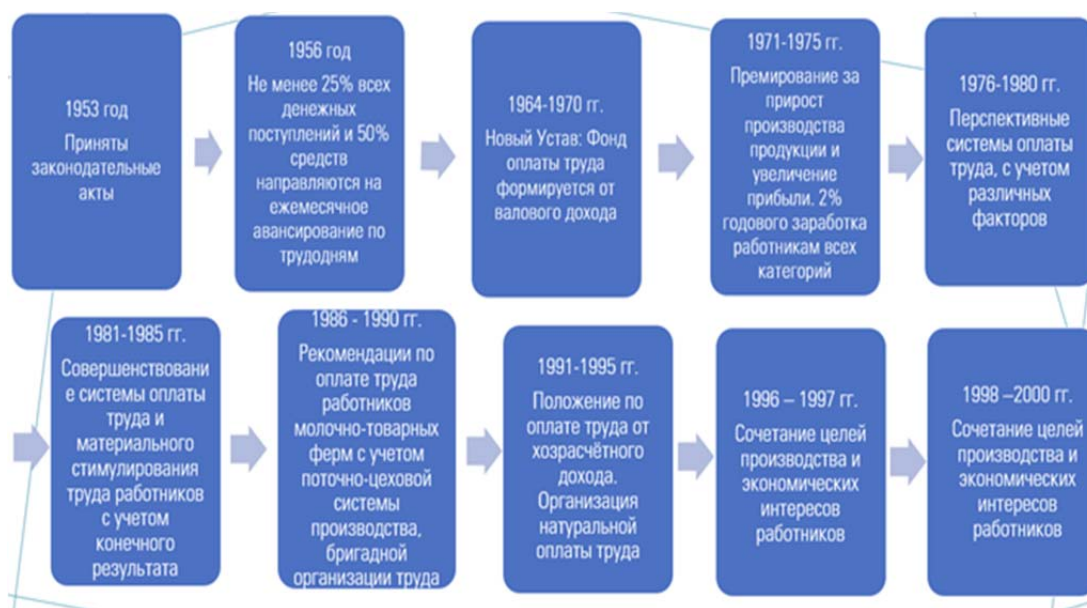 1953 год
Приняты
законодательные
акты
1956 год
Не менее 25% всех
денежных
поступлений и 50%
средств
направляются на
ежемесячное
авансирование по
трудодням
1964-1970 гг.
Новый Устав: Фонд
оплаты труда
формируется от
валового дохода
1971-1975 гг.
Премирование за
прирост
производства
продукции и
увеличение
прибыли. 2%
годового заработка
работникам всех
категорий
1976-1980 гг.
Перспективные
системы оплаты
труда, с учетом
различных
факторов
1981-1985 гг.
Совершенствовани
е системы оплаты
труда и
материального
стимулирования
труда работников
с учетом
конечного
результата
1986 - 1990 гг.
Рекомендации по
оплате труда
работников
молочно-товарных
ферм с учетом
поточно-цеховой
системы
производства,
бригадной
организации труда
1991-1995 гг.
Положение по
оплате труда от
хозрасчётного
дохода.
Организация
натуральной
оплаты труда
1996 – 1997 гг.
Сочетание целей
производства и
экономических
интересов
работников
1998 –2000 гг.
Сочетание целей
производства и
экономических
интересов
работников